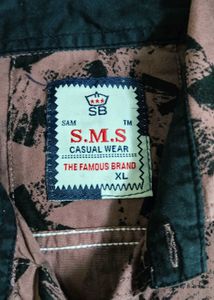 SB
SAM TM
S.M.S
CASUAL WEAR
THE FAMOUS BRAND
XL